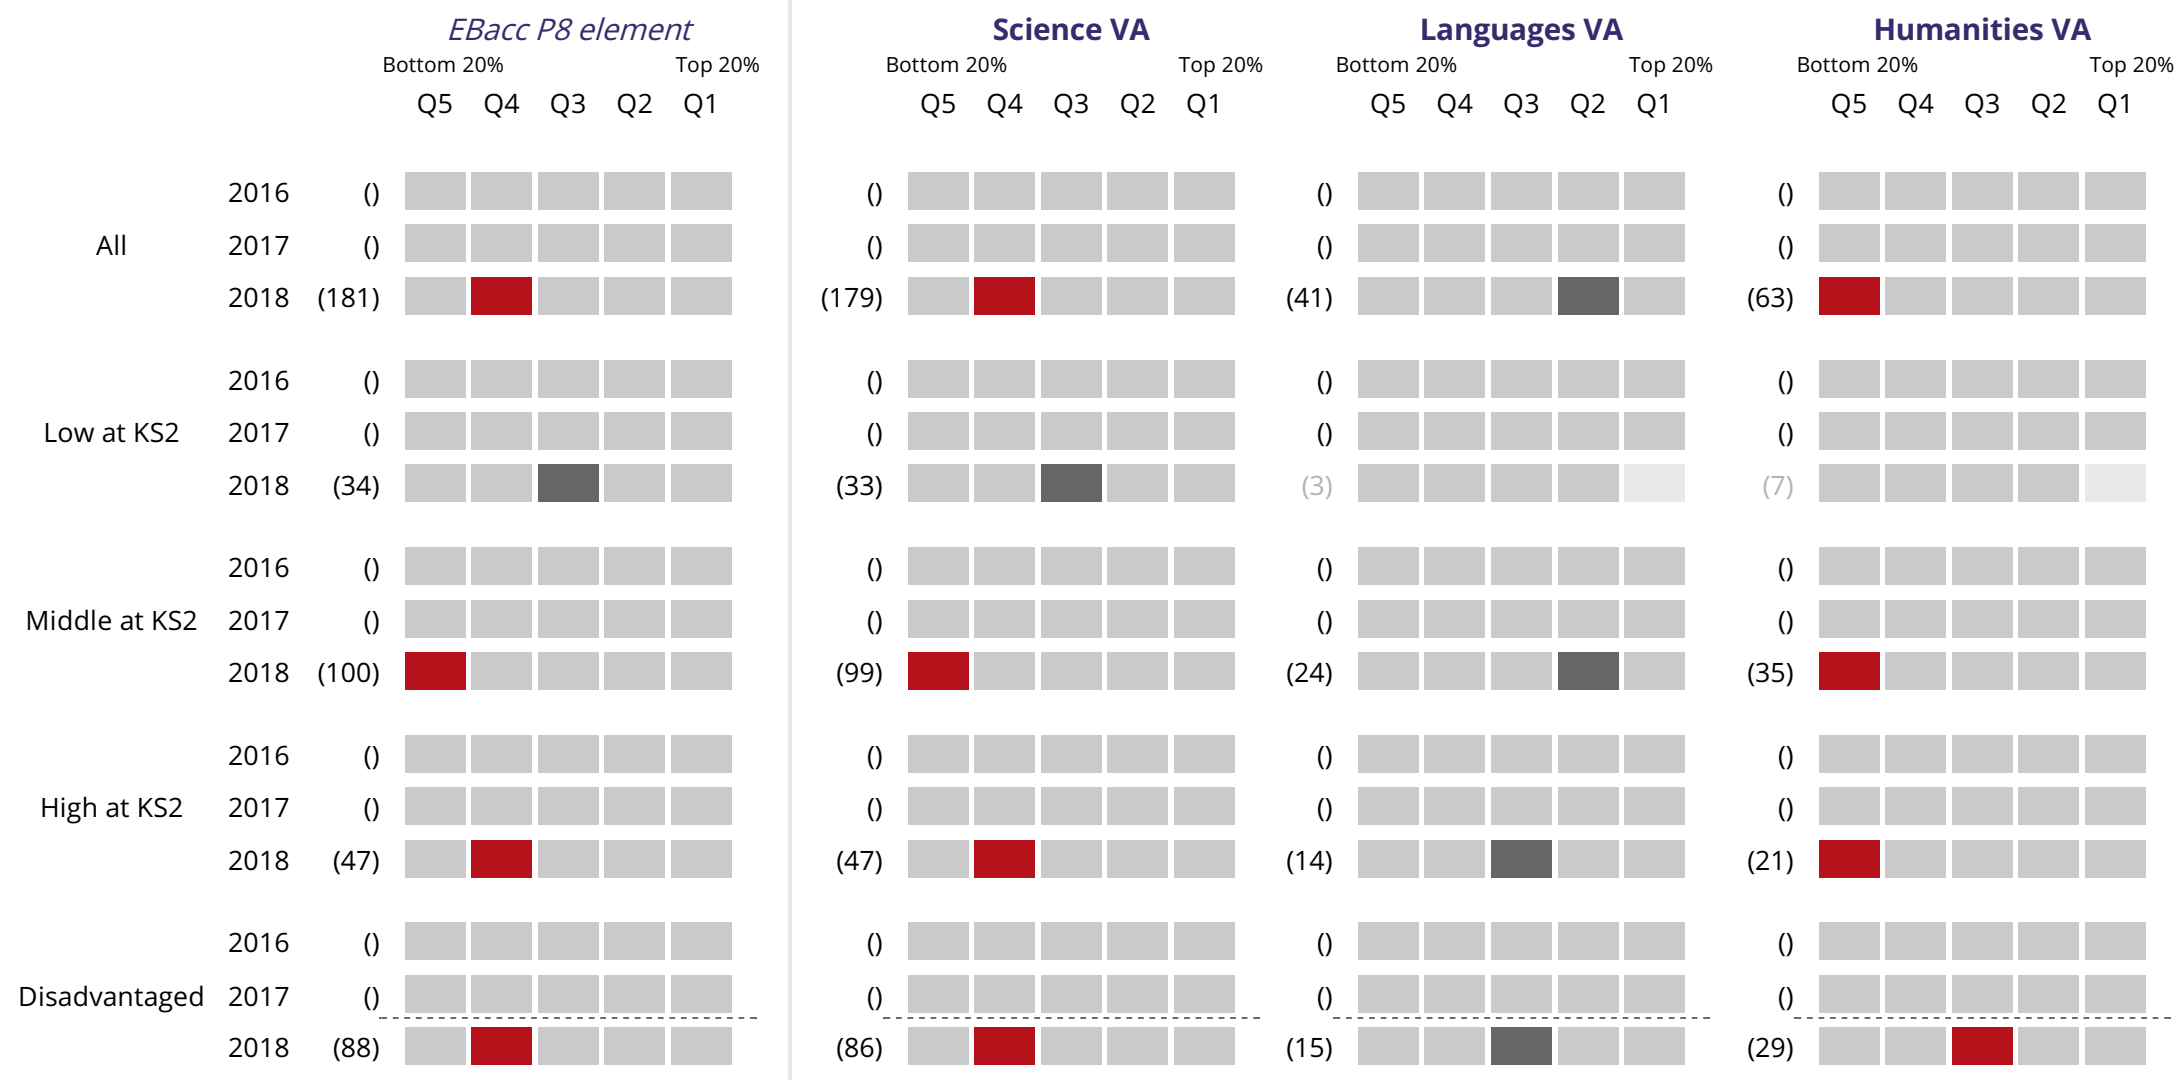 EBacc P8 element Science VA Languages VA Humanities VA
Bottom 20% Top 20% Bottom 20% Top 20% Bottom 20% Top 20% Bottom 20% Top 20%
Q5 Q4 Q3 Q2 Q1 Q5 Q4 Q3 Q2 Q1 Q5 Q4 Q3 Q2 Q1 Q5 Q4 Q3 Q2 Q1
2016 () () () ()
All 2017 () () () ()
2018 (181) (179) (41) (63)
2016 () () () ()
Low at KS2 2017 () () () ()
2018 (34) (33) (3) (7)
2016 () () () ()
Middle at KS2 2017 () () () ()
2018 (100) (99) (24) (35)
2016 () () () ()
High at KS2 2017 () () () ()
2018 (47) (47) (14) (21)
2016 () () () ()
Disadvantaged 2017 () () () ()
2018 (88) (86) (15) (29)